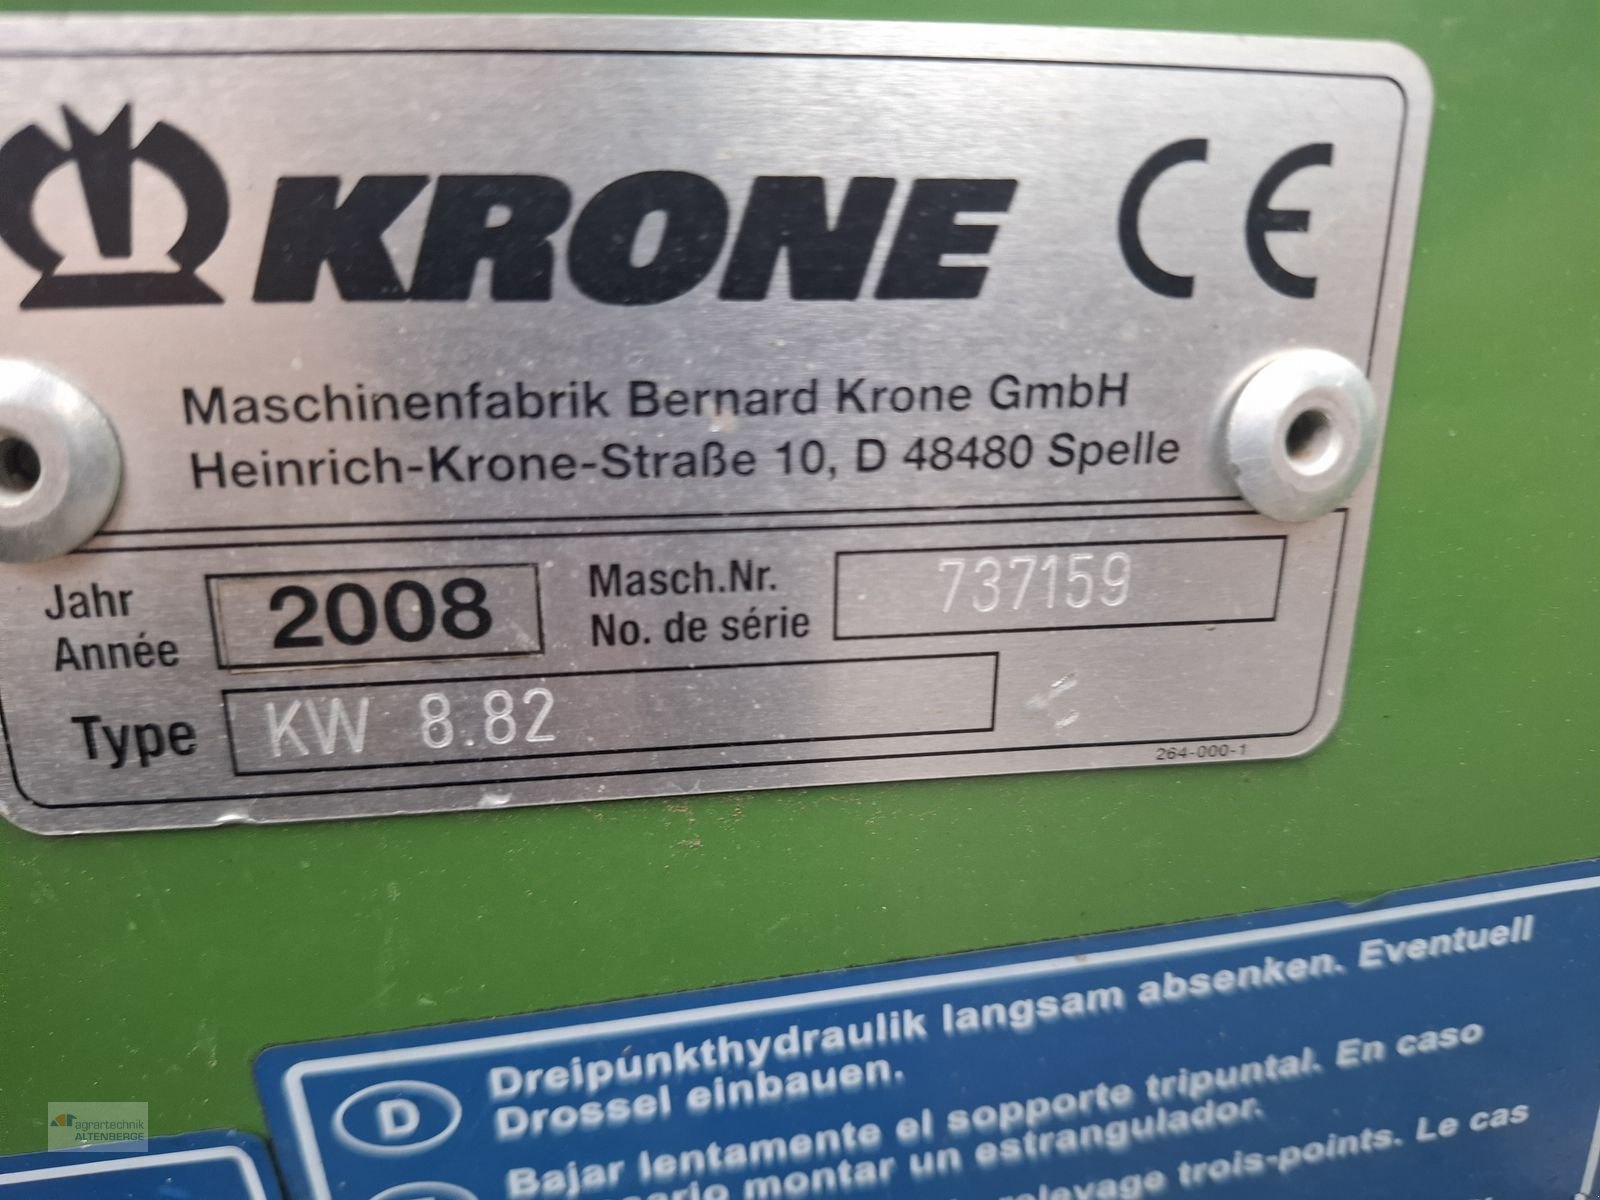 KRONE CE
Maschinenfabrik Bernard Krone GmbH
Heinrich-Krone-Straße 10, D 48480 Spelle
Jahr
Année
2008
Masch.Nr.
No. de série
737159
Type KW 8.82
264-000-1
D
Dreipunkthydraulik langsam absenken. Eventuell
Drossel einbauen.
Bajar lentamente el sopporte tripuntal. En caso
montar un estrangulador.
relevage trois-points. Le cas
agrartechnik
ALTENBERGE